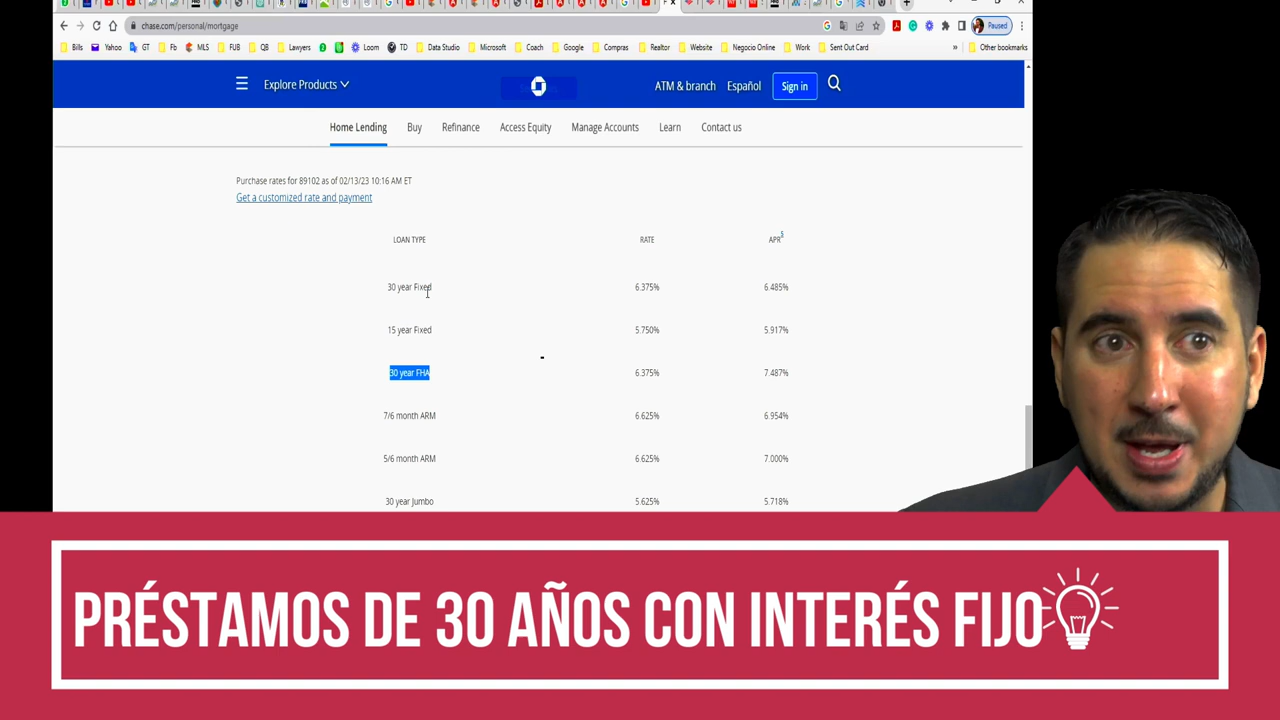 chase.com/personal/mortgage
Paused
Bills Yahoo GT Fb MLS FUB QB Lawyers Loom TD Data Studio Microsoft Coach Google Compras Realtor Website Negocio Online Work Sent Out Card » Other bookmarks
Explore Products ATM & branch Español Sign in
Home Lending Buy Refinance Access Equity Manage Accounts Learn Contact us
Purchase rates for 89102 as of 02/13/23 10:16 AM ET
Get a customized rate and payment
LOAN TYPE RATE APR5
30 year Fixed 6.375% 6.485%
15 year Fixed 5.750% 5.917%
30 year FHA 6.375% 7.487%
7/6 month ARM 6.625% 6.954%
5/6 month ARM 6.625% 7.000%
30 year Jumbo 5.625% 5.718%
PRÉSTAMOS DE 30 AÑOS CON INTERÉS FIJO